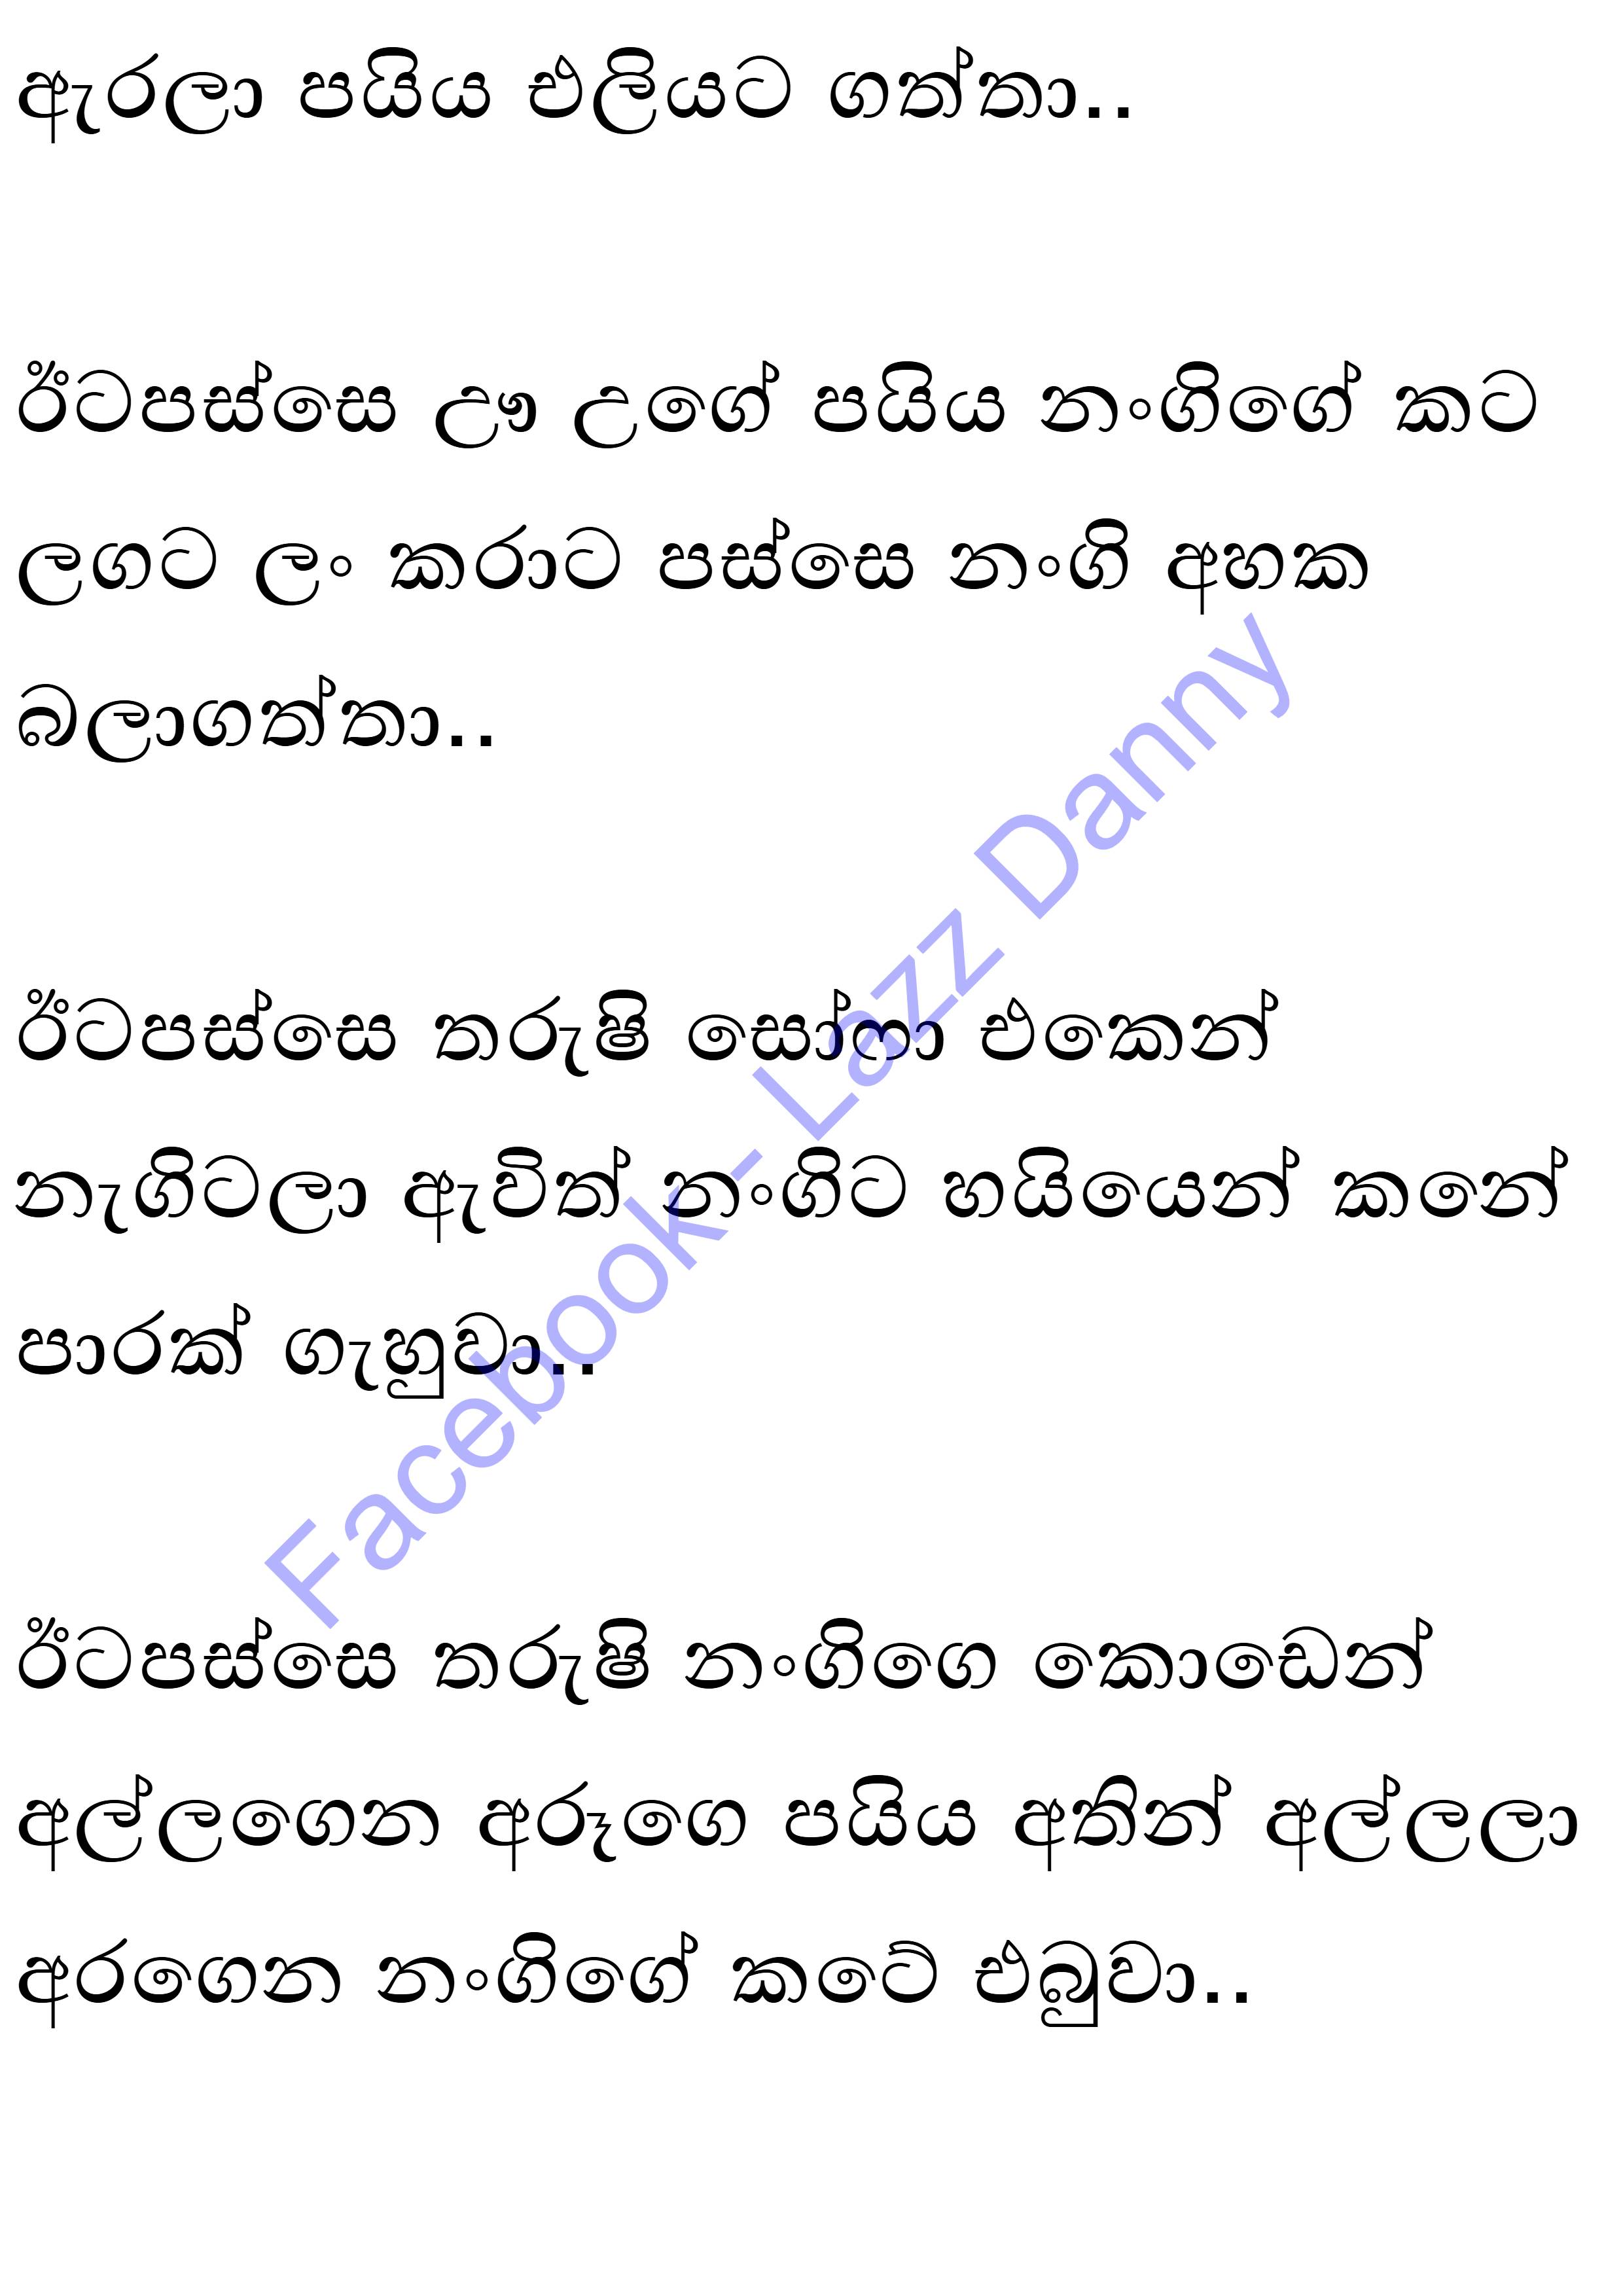 ඇරලා පයිය එලියට ගත්තා..
ඊටපස්සෙ ඌ උගේ පයිය නංගිගේ කට
ලගට ලං කරාට පස්සෙ නංගි අහක
බලාගත්තා..
ඊටපස්සෙ තරුෂි සෝෆා එකෙන්
නැගිටලා ඇවිත් නංගිට හයියෙන් කනේ
පාරක් ගැහුවා..
ඊටපස්සෙ තරුෂි නංගිගෙ කොඩෙන්
අල්ලගෙන අරූගෙ පයිය අතින් අල්ලලා
අරගෙන නංගිගේ කටේ එබුවා..
Facebook- Lazz Danny